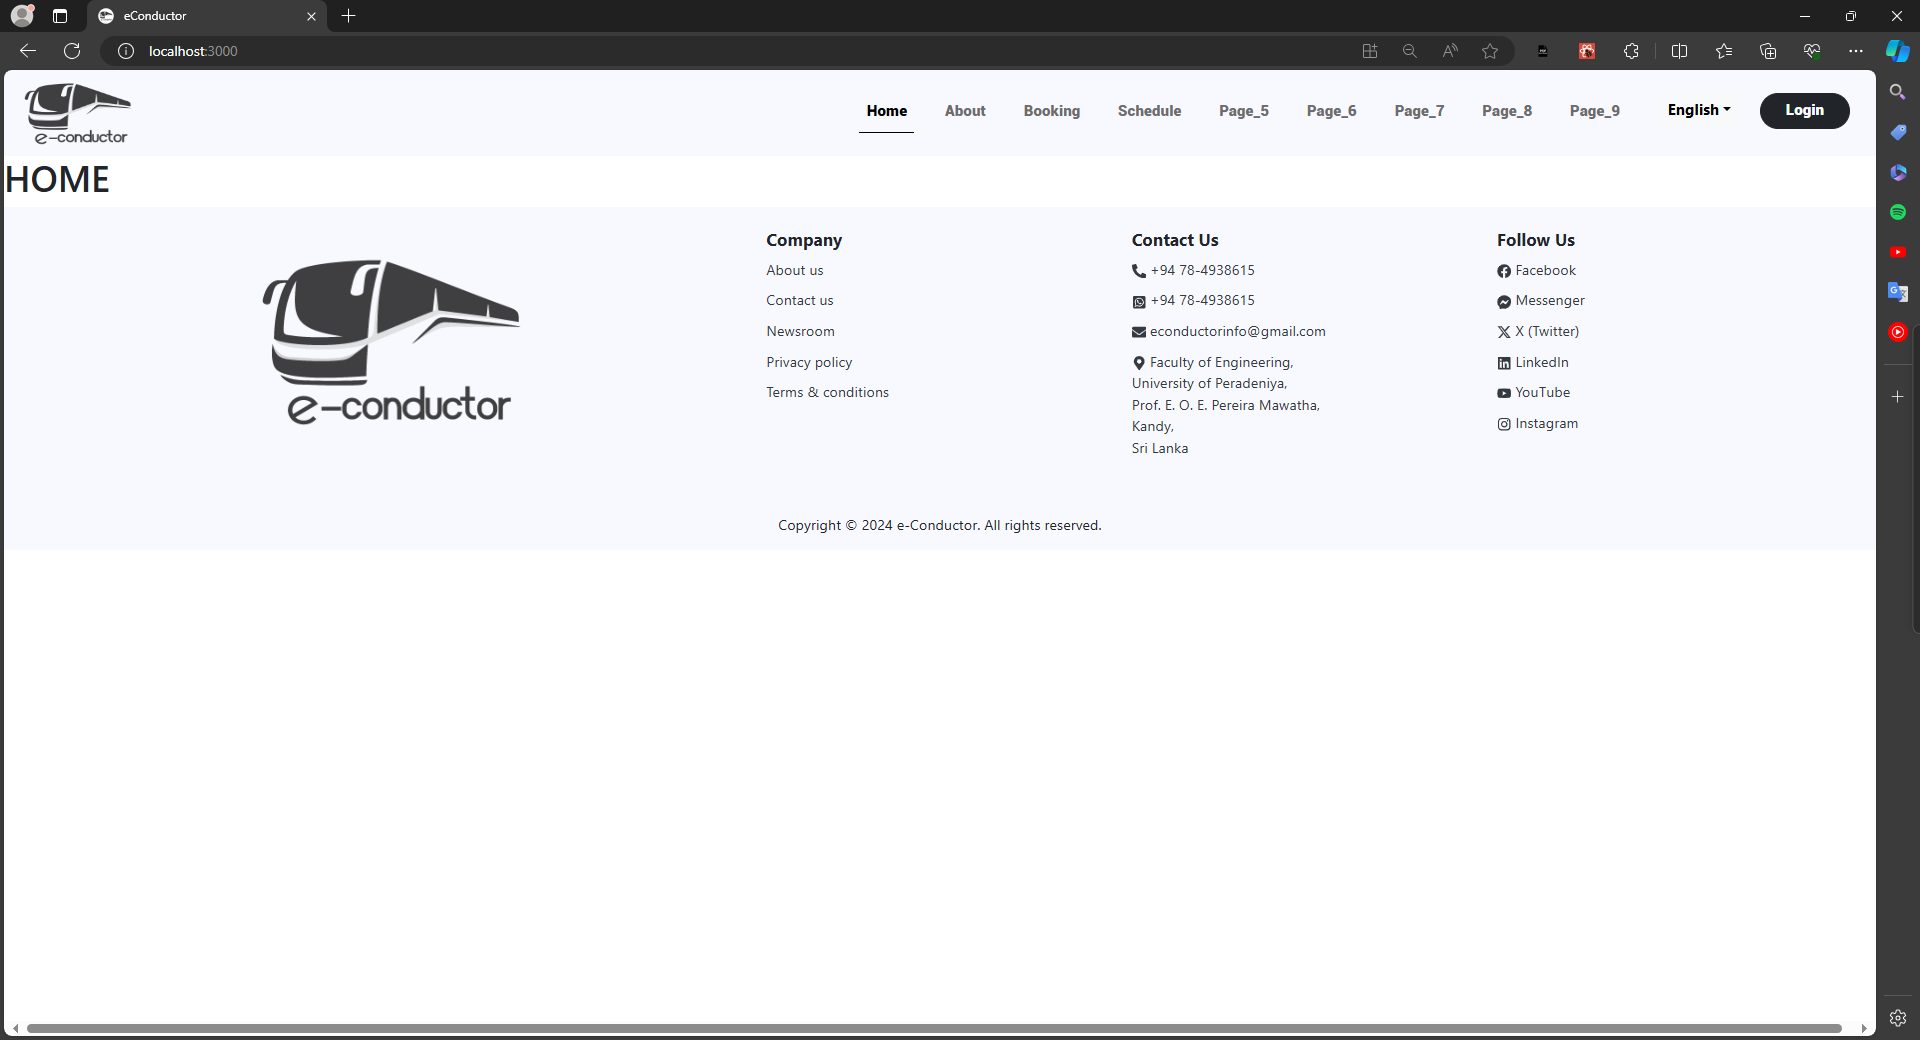 eConductor
localhost:3000
e-conductor
Home About Booking Schedule Page_5 Page_6 Page_7 Page_8 Page_9 English Login
HOME
e-conductor
Company
About us
Contact us
Newsroom
Privacy policy
Terms & conditions
Contact Us
+94 78-4938615
+94 78-4938615
econductorinfo@gmail.com
Faculty of Engineering,
University of Peradeniya,
Prof. E. O. E. Pereira Mawatha,
Kandy,
Sri Lanka
Follow Us
Facebook
Messenger
X (Twitter)
LinkedIn
YouTube
Instagram
Copyright © 2024 e-Conductor. All rights reserved.